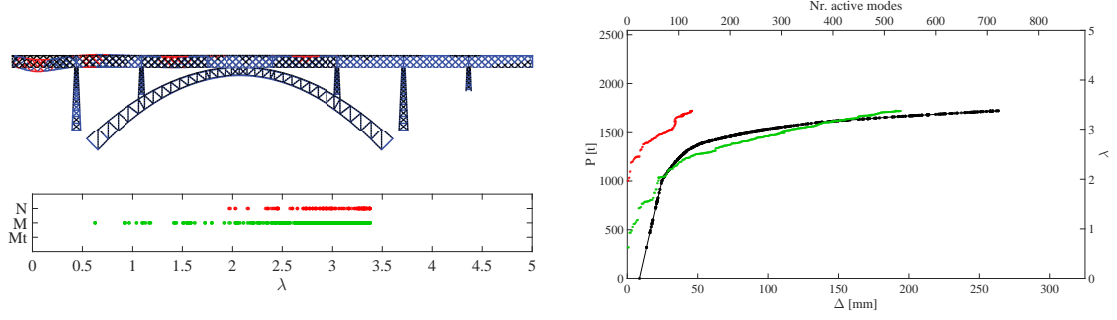 N
M
Mt
0 0.5 1 1.5 2 2.5 3 3.5 4 4.5 5
λ
Nr. active modes
0 100 200 300 400 500 600 700 800
2500
2000
1500
1000
500
0
P [t]
5
4
3
2
1
0
λ
0 50 100 150 200 250 300
Δ [mm]